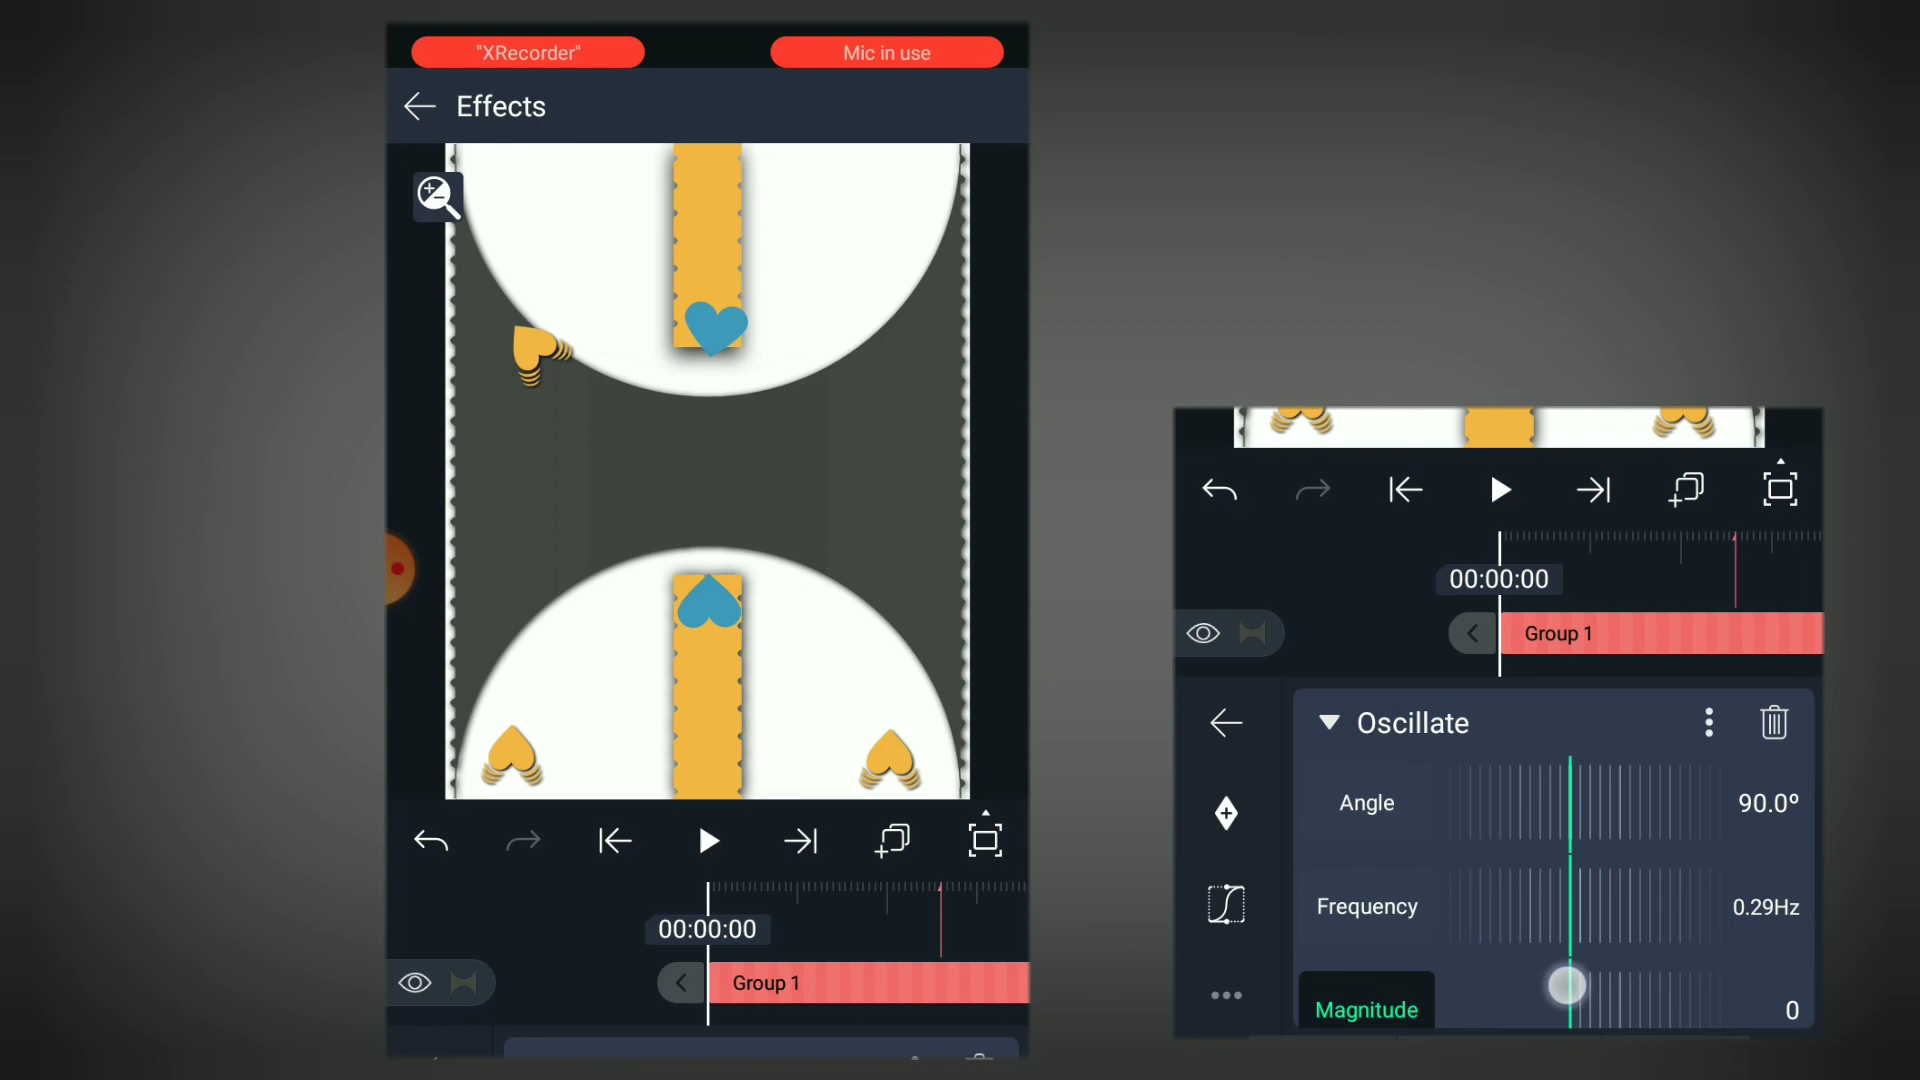 "XRecorder"
Mic in use
Effects
00:00:00
Group 1
00:00:00
Group 1
Oscillate
Angle
90.0º
Frequency
0.29Hz
Magnitude
0